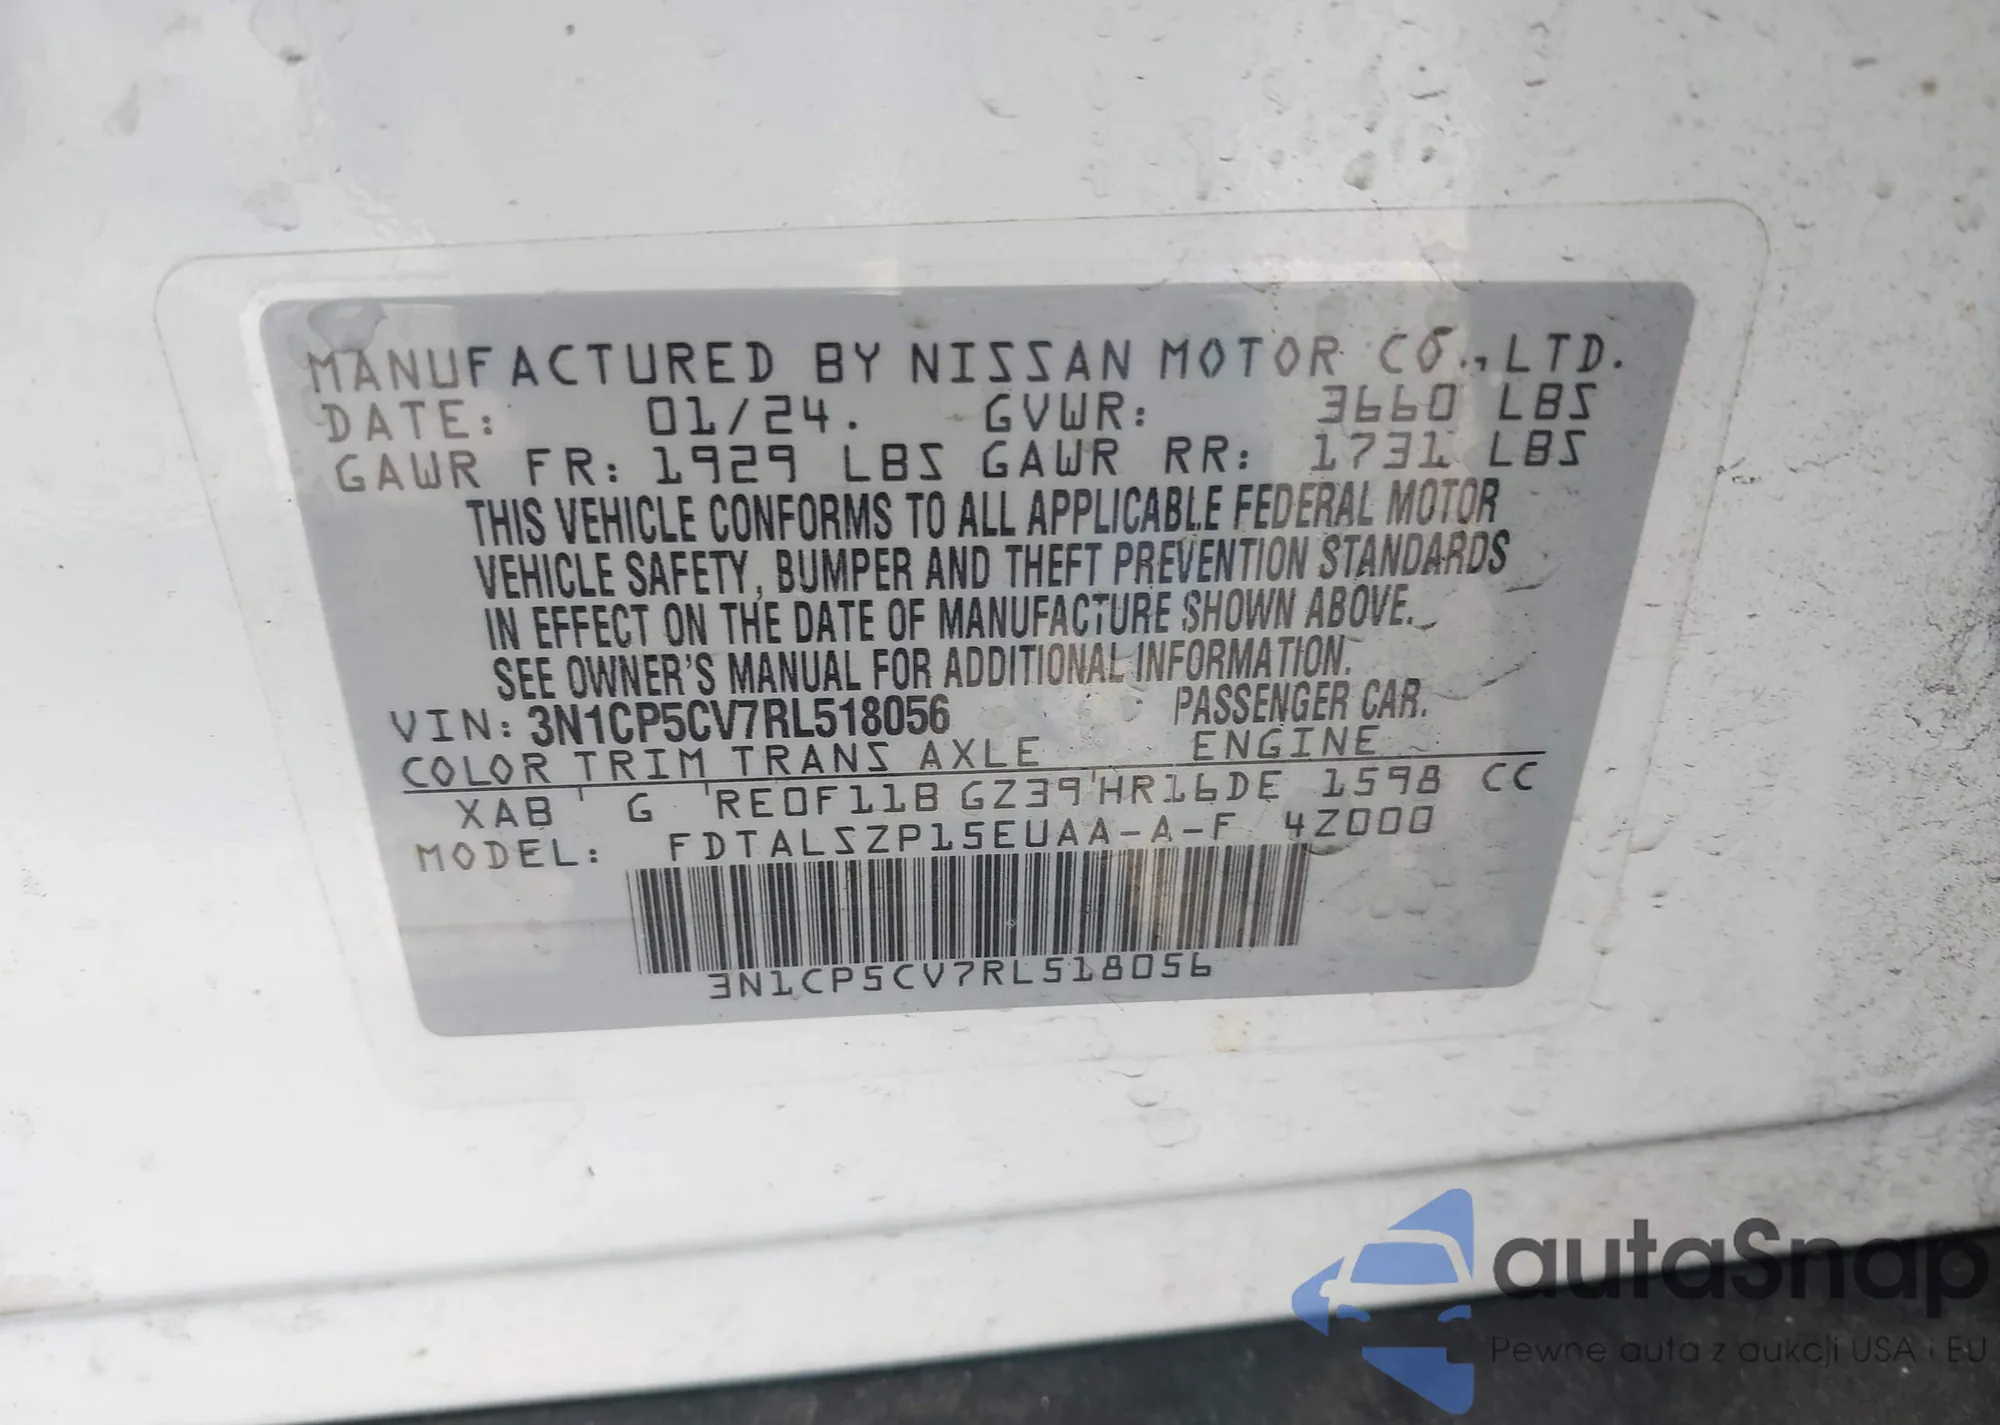 MANUFACTURED BY NISSAN MOTOR CO., LTD.
DATE: 01/24. GVWR: 3660 LBS
GAWR FR: 1929 LBS GAWR RR: 1731 LBS
THIS VEHICLE CONFORMS TO ALL APPLICABLE FEDERAL MOTOR
VEHICLE SAFETY, BUMPER AND THEFT PREVENTION STANDARDS
IN EFFECT ON THE DATE OF MANUFACTURE SHOWN ABOVE.
SEE OWNER'S MANUAL FOR ADDITIONAL INFORMATION.
VIN: 3N1CP5CV7RL518056 PASSENGER CAR.
COLOR TRIM TRANS AXLE ENGINE
XAB G RE0F11B GZ39 HR16DE 1598 CC
MODEL: FDTALSZP15EUAA-A-F 4Z000
3N1CP5CV7RL518056
autaSnap
Pewne auta z aukcji USA i EU